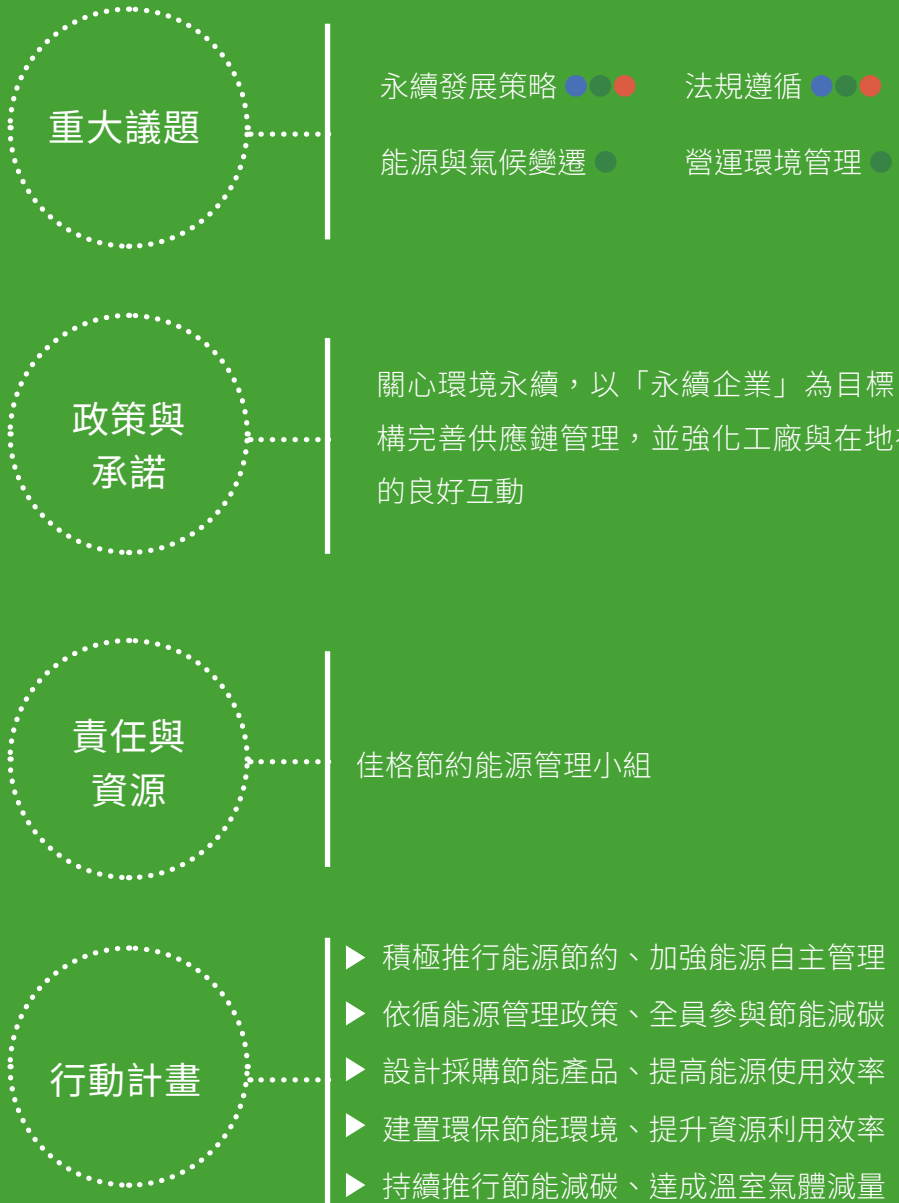 重大議題
永續發展策略
法規遵循
能源與氣候變遷
營運環境管理
政策與
承諾
關心環境永續，以「永續企業」為目標
構完善供應鏈管理，並強化工廠與在地
的良好互動
責任與
資源
佳格節約能源管理小組
行動計畫
積極推行能源節約、加強能源自主管理
依循能源管理政策、全員參與節能減碳
設計採購節能產品、提高能源使用效率
建置環保節能環境、提升資源利用效率
持續推行節能減碳、達成溫室氣體減量